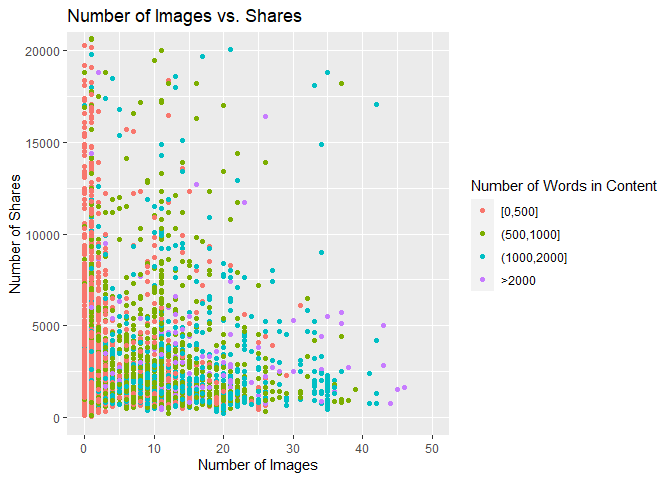 Number of Images vs. Shares
20000
15000
10000
5000
0
Number of Shares
0 10 20 30 40 50
Number of Images
Number of Words in Content
[0,500]
(500,1000]
(1000,2000]
>2000